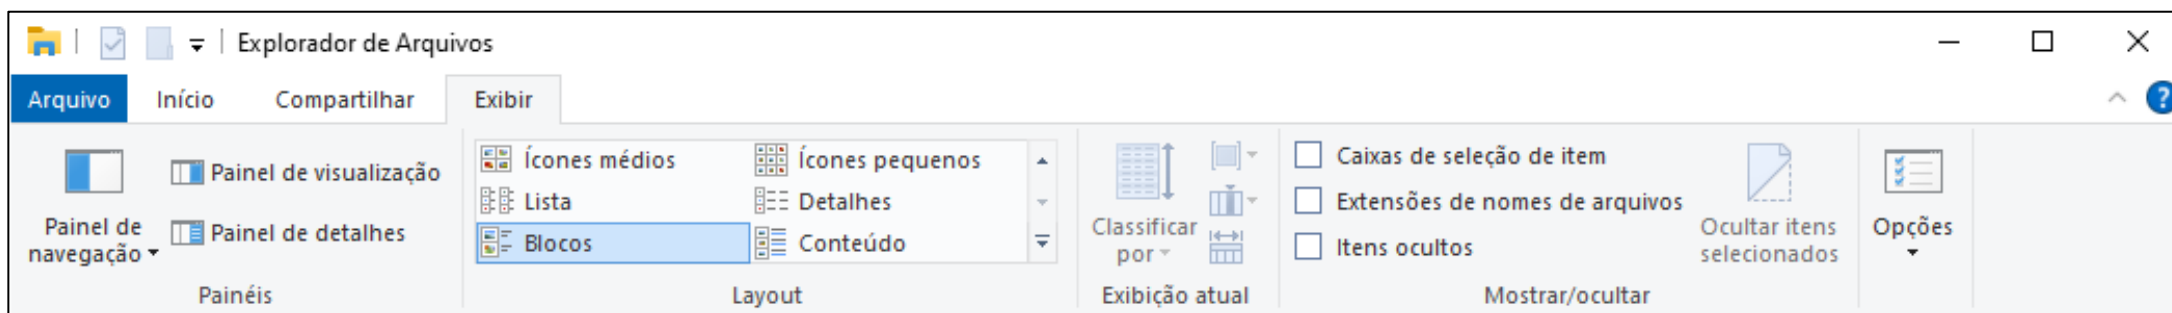 Explorador de Arquivos
Arquivo Início Compartilhar Exibir ?
Painel de navegação
Painel de visualização
Painel de detalhes
Painéis
Ícones médios Ícones pequenos
Lista Detalhes
Blocos Conteúdo
Layout
Classificar por
Exibição atual
Caixas de seleção de item
Extensões de nomes de arquivos
Itens ocultos
Ocultar itens selecionados
Mostrar/ocultar
Opções